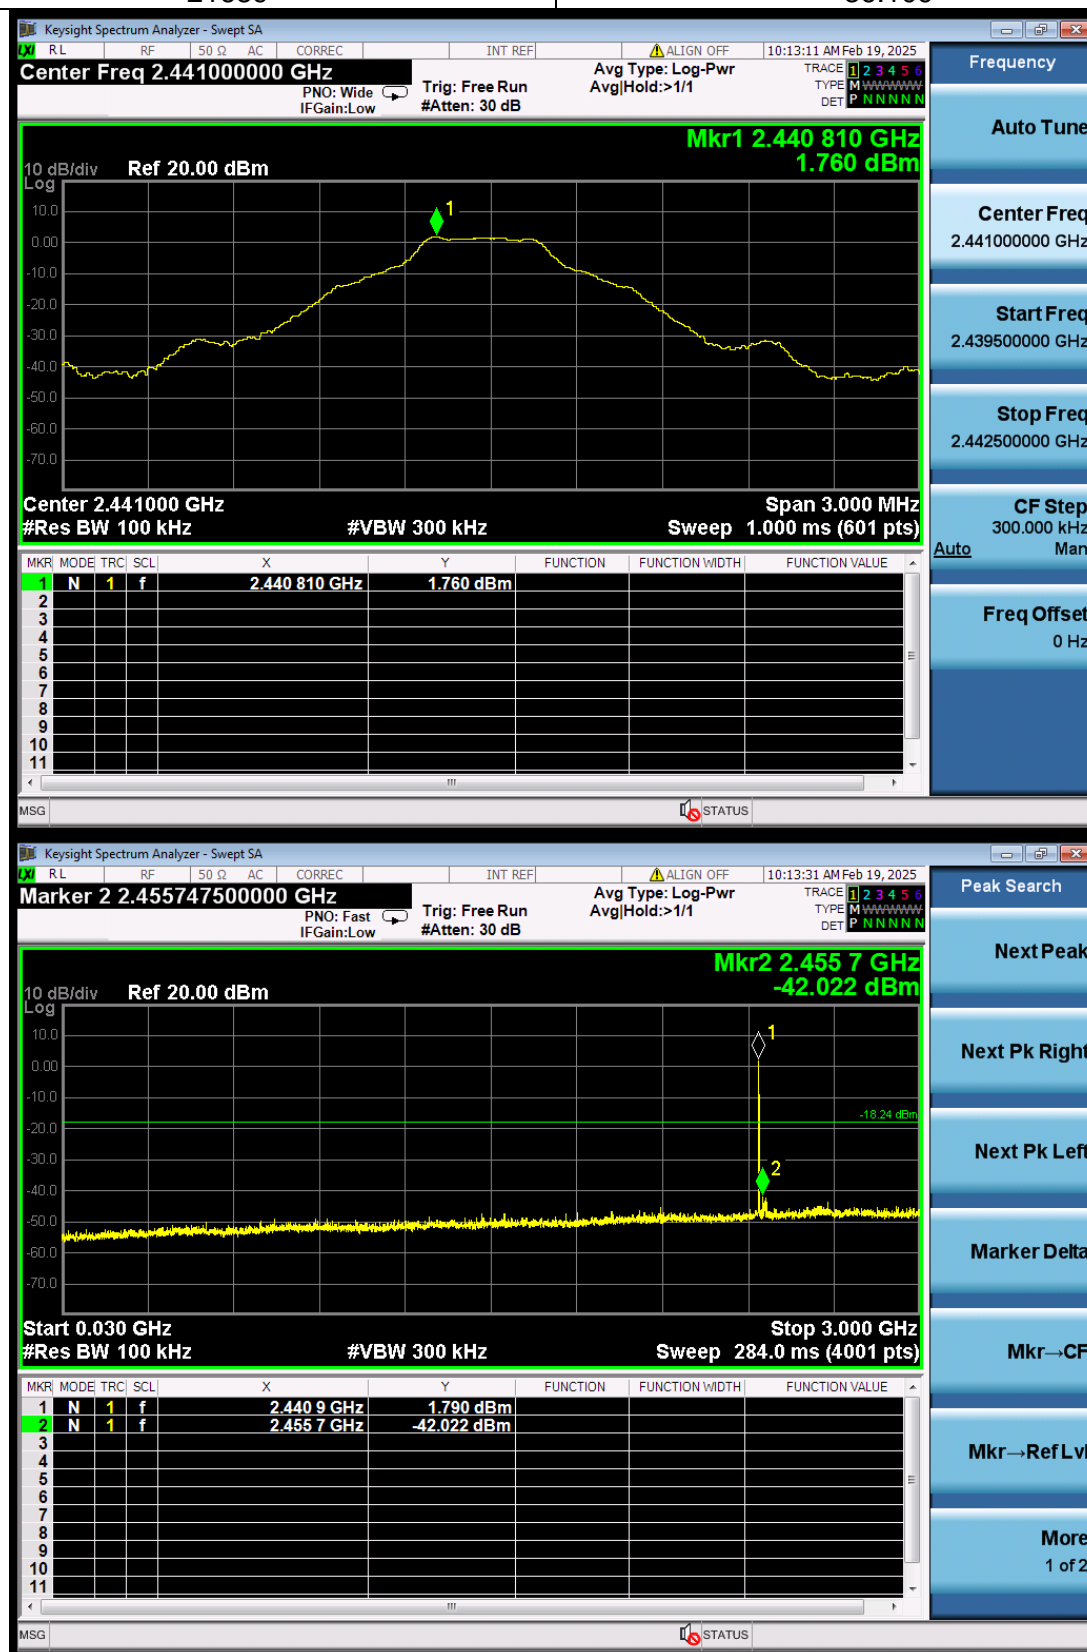 Keysight Spectrum Analyzer - Swept SA
LXI RL RF 50 Ω AC CORREC INT REF ALIGN OFF 10:13:11 AM Feb 19, 2025
Center Freq 2.441000000 GHz
PNO: Wide
IFGain:Low
Trig: Free Run
#Atten: 30 dB
Avg Type: Log-Pwr
Avg|Hold:>1/1
TRACE 1 2 3 4 5 6
TYPE M WWWWW
DET P N N N N N
Frequency
Auto Tune
Mkr1 2.440 810 GHz
1.760 dBm
10 dB/div Ref 20.00 dBm
Log
10.0
0.00
-10.0
-20.0
-30.0
-40.0
-50.0
-60.0
-70.0
1
Center 2.441000 GHz Span 3.000 MHz
#Res BW 100 kHz #VBW 300 kHz Sweep 1.000 ms (601 pts)
Center Freq
2.441000000 GHz
Start Freq
2.439500000 GHz
Stop Freq
2.442500000 GHz
CF Step
300.000 kHz
Auto Man
Freq Offset
0 Hz
MKR MODE TRC SCL X Y FUNCTION FUNCTION WIDTH FUNCTION VALUE
1 N 1 f 2.440 810 GHz 1.760 dBm
2
3
4
5
6
7
8
9
10
11
MSG STATUS
Keysight Spectrum Analyzer - Swept SA
LXI RL RF 50 Ω AC CORREC INT REF ALIGN OFF 10:13:31 AM Feb 19, 2025
Marker 2 2.455747500000 GHz
PNO: Fast
IFGain:Low
Trig: Free Run
#Atten: 30 dB
Avg Type: Log-Pwr
Avg|Hold:>1/1
TRACE 1 2 3 4 5 6
TYPE M WWWWW
DET P N N N N N
Peak Search
Next Peak
Mkr2 2.455 7 GHz
-42.022 dBm
10 dB/div Ref 20.00 dBm
Log
10.0
0.00
-10.0
-20.0
-30.0
-40.0
-50.0
-60.0
-70.0
1
-18.24 dBm
2
Start 0.030 GHz Stop 3.000 GHz
#Res BW 100 kHz #VBW 300 kHz Sweep 284.0 ms (4001 pts)
Next Pk Right
Next Pk Left
Marker Delta
Mkr→CF
Mkr→Ref Lvl
More
1 of 2
MKR MODE TRC SCL X Y FUNCTION FUNCTION WIDTH FUNCTION VALUE
1 N 1 f 2.440 9 GHz 1.790 dBm
2 N 1 f 2.455 7 GHz -42.022 dBm
3
4
5
6
7
8
9
10
11
MSG STATUS